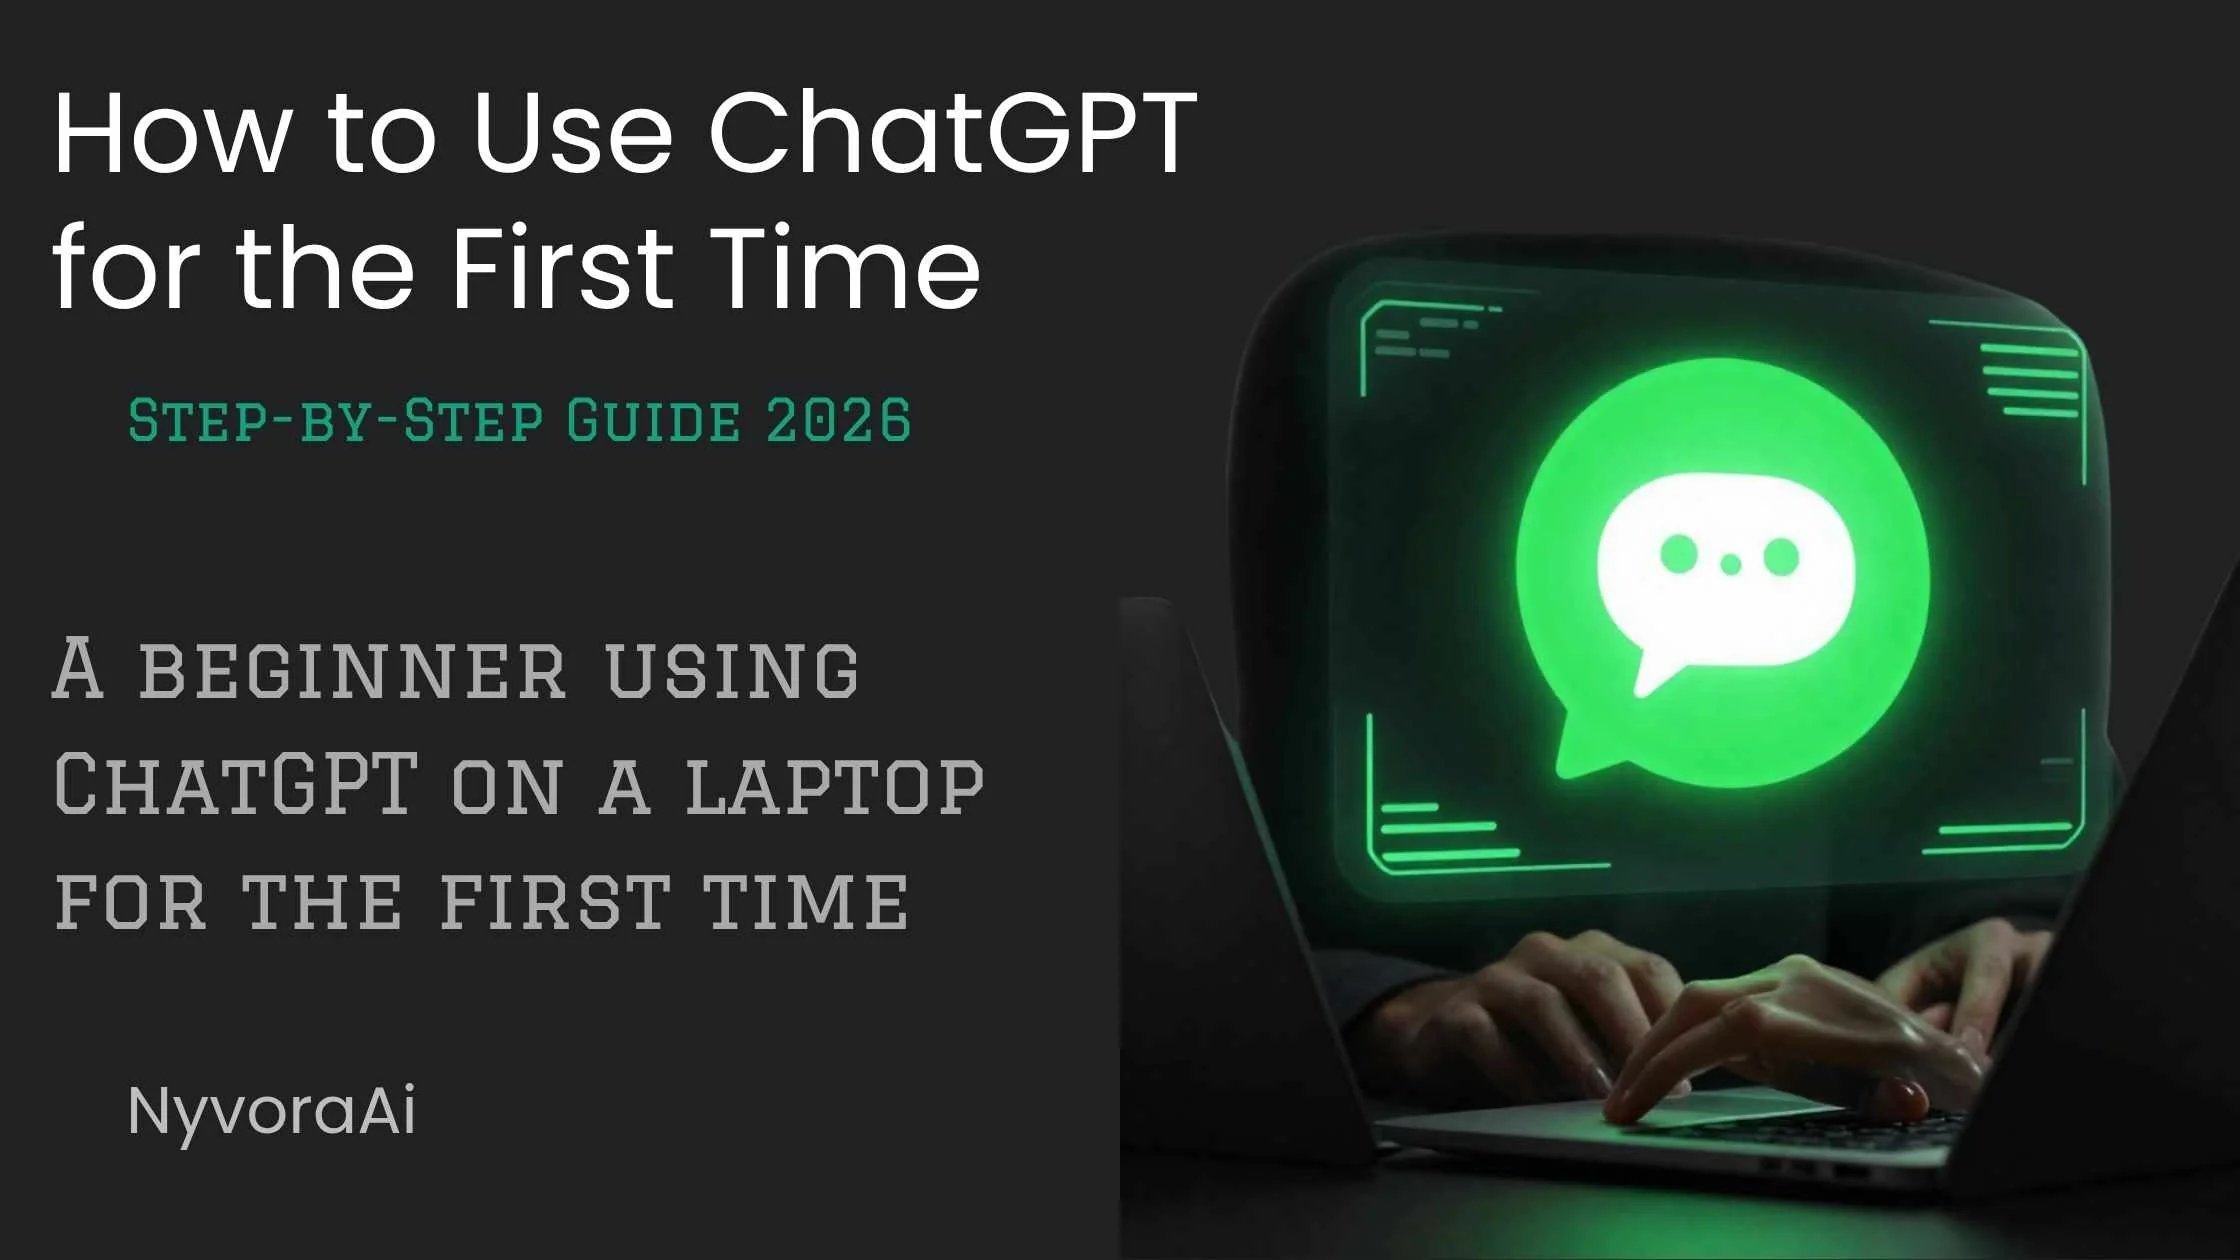 How to Use ChatGPT
for the First Time
Step-by-Step Guide 2026
A beginner using
ChatGPT on a laptop
for the first time
NyvoraAi